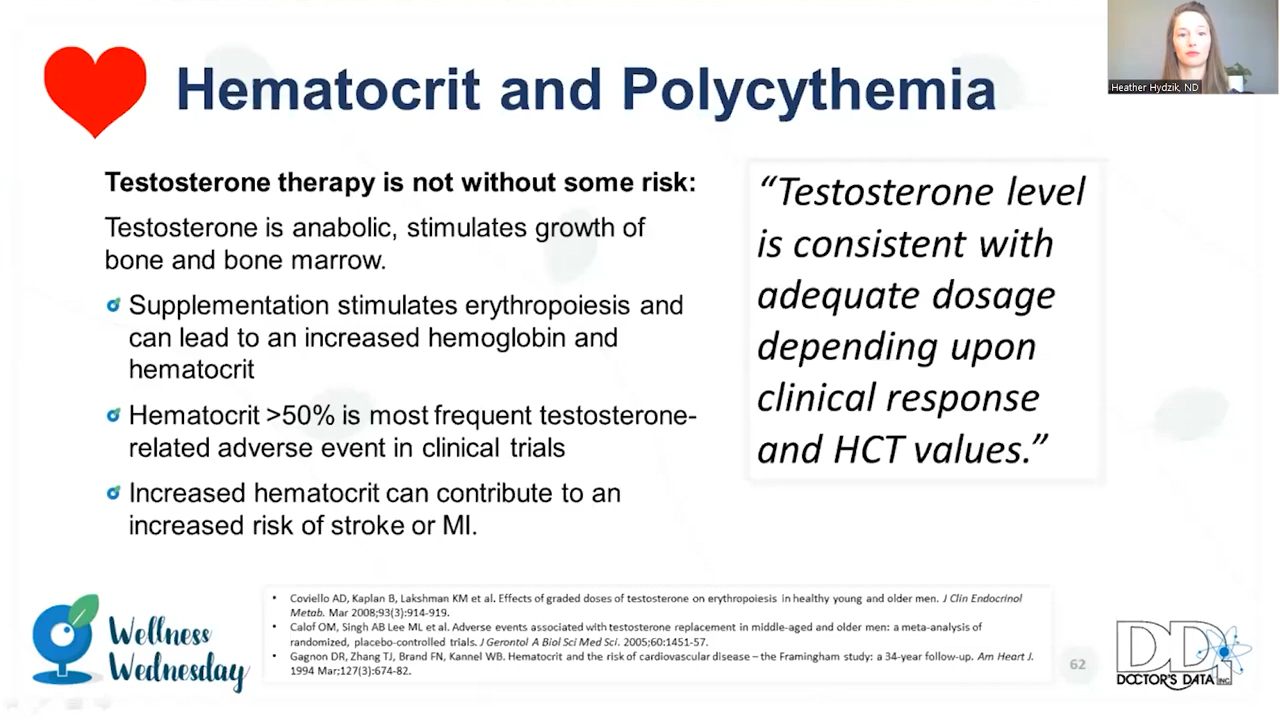 Hematocrit and Polycythemia
Heather Hydzik, ND
Testosterone therapy is not without some risk:
Testosterone is anabolic, stimulates growth of
bone and bone marrow.
Supplementation stimulates erythropoiesis and
can lead to an increased hemoglobin and
hematocrit
Hematocrit >50% is most frequent testosterone-
related adverse event in clinical trials
Increased hematocrit can contribute to an
increased risk of stroke or MI.
“Testosterone level
is consistent with
adequate dosage
depending upon
clinical response
and HCT values.”
• Coviello AD, Kaplan B, Lakshman KM et al. Effects of graded doses of testosterone on erythropoiesis in healthy young and older men. J Clin Endocrinol
Metab. Mar 2008;93(3):914-919.
• Calof OM, Singh AB Lee ML et al. Adverse events associated with testosterone replacement in middle-aged and older men: a meta-analysis of
randomized, placebo-controlled trials. J Gerontol A Biol Sci Med Sci. 2005;60:1451-57.
• Gagnon DR, Zhang TJ, Brand FN, Kannel WB. Hematocrit and the risk of cardiovascular disease – the Framingham study: a 34-year follow-up. Am Heart J.
1994 Mar;127(3):674-82.
Wellness
Wednesday
62
DDI
DOCTOR'S DATA INC.